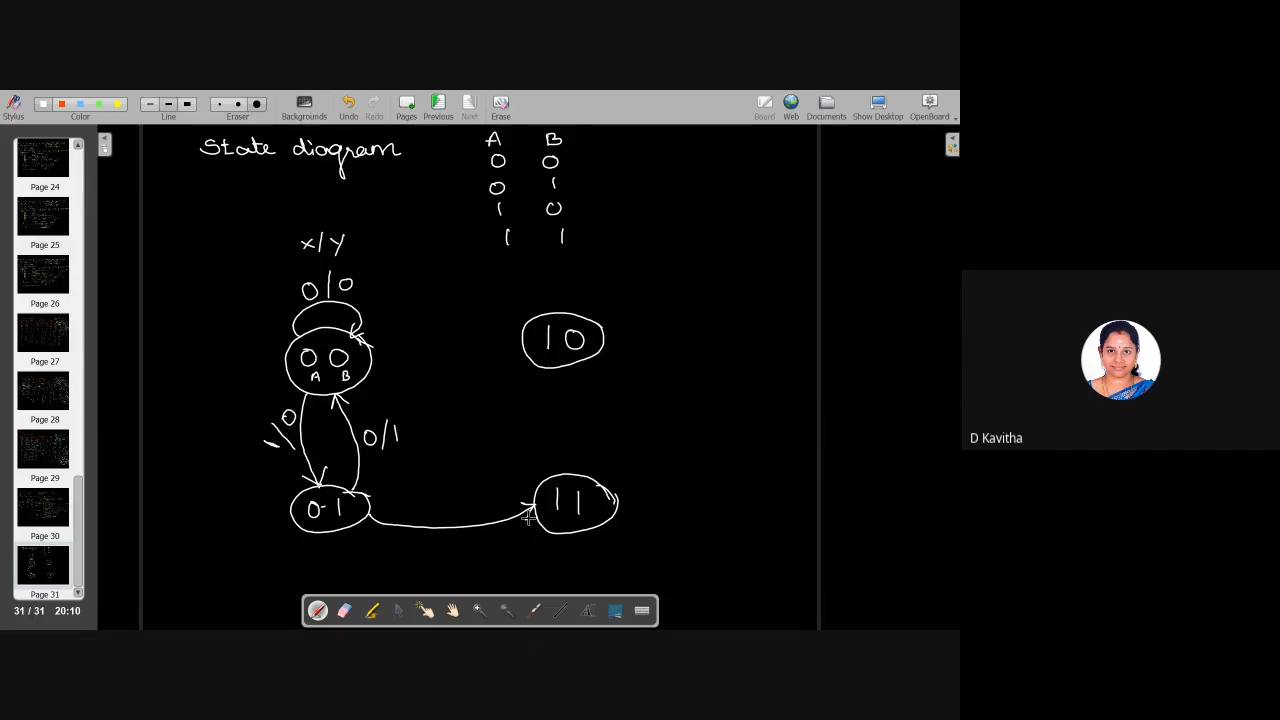 Stylus
Color
Line
Eraser
Backgrounds
Undo
Redo
Pages
Previous
Next
Erase
Board
Web
Documents
Show Desktop
OpenBoard
Page 24
Page 25
Page 26
Page 27
Page 28
Page 29
Page 30
Page 31
31 / 31 20:10
State diagram
A B
0 0
0 1
1 0
1 1
x/y
0/0
0 0
A B
1 0
1/0
0/1
0-1
1 1
D Kavitha